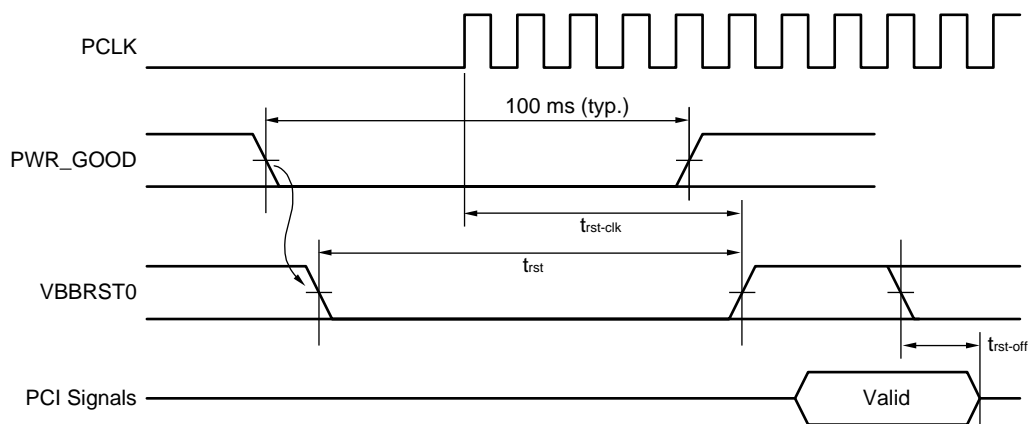 PCLK
100 ms (typ.)
PWR_GOOD
trst-clk
trst
VBBRST0
trst-off
PCI Signals
Valid